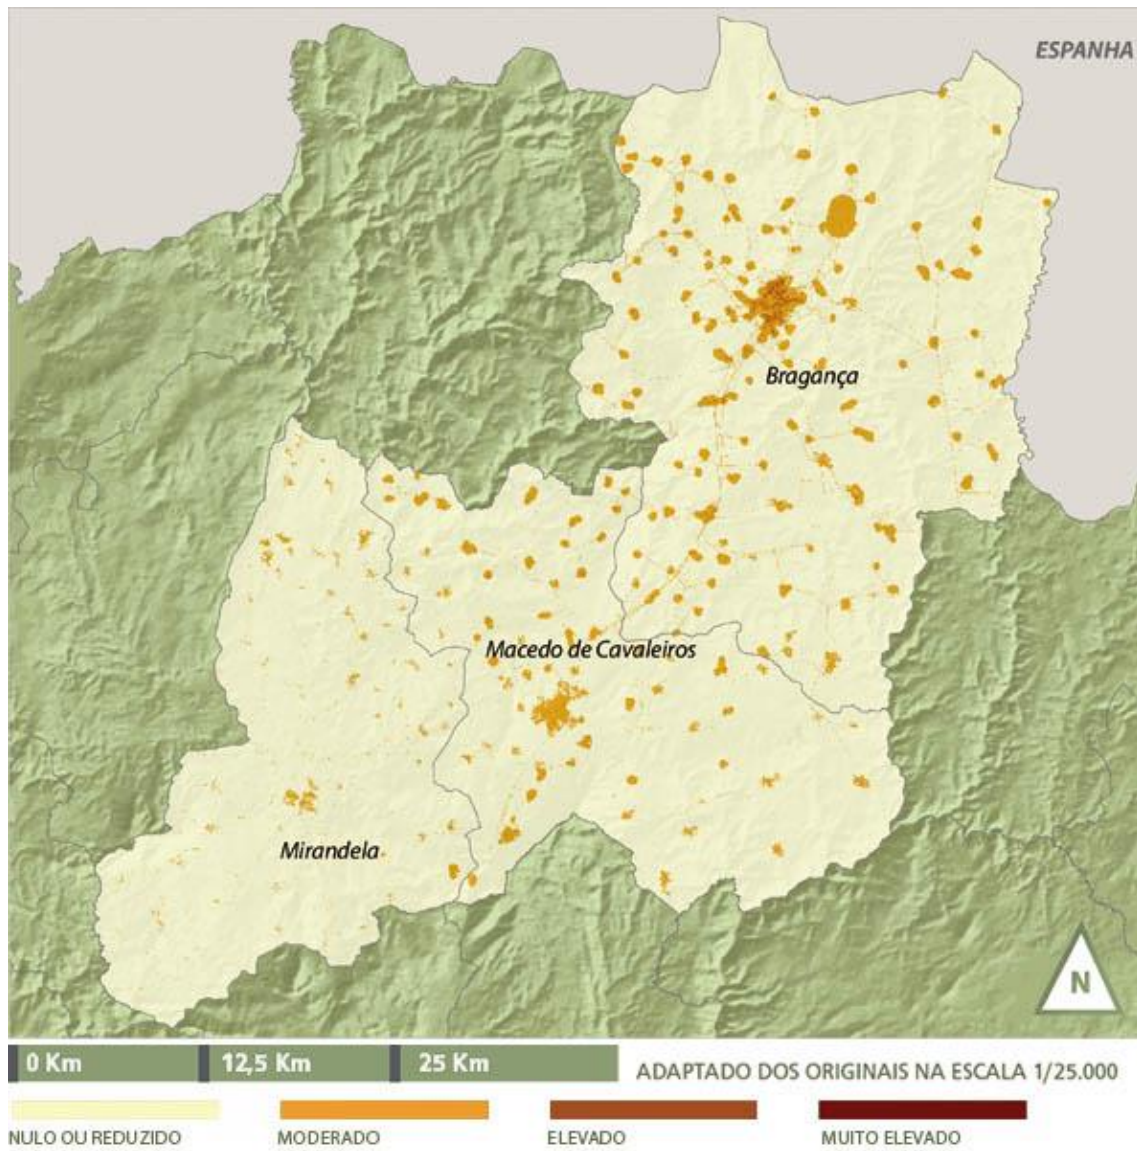 ESPANHA
Bragança
Macedo de Cavaleiros
Mirandela
N
0 Km 12,5 Km 25 Km
ADAPTADO DOS ORIGINAIS NA ESCALA 1/25.000
NULO OU REDUZIDO MODERADO ELEVADO MUITO ELEVADO